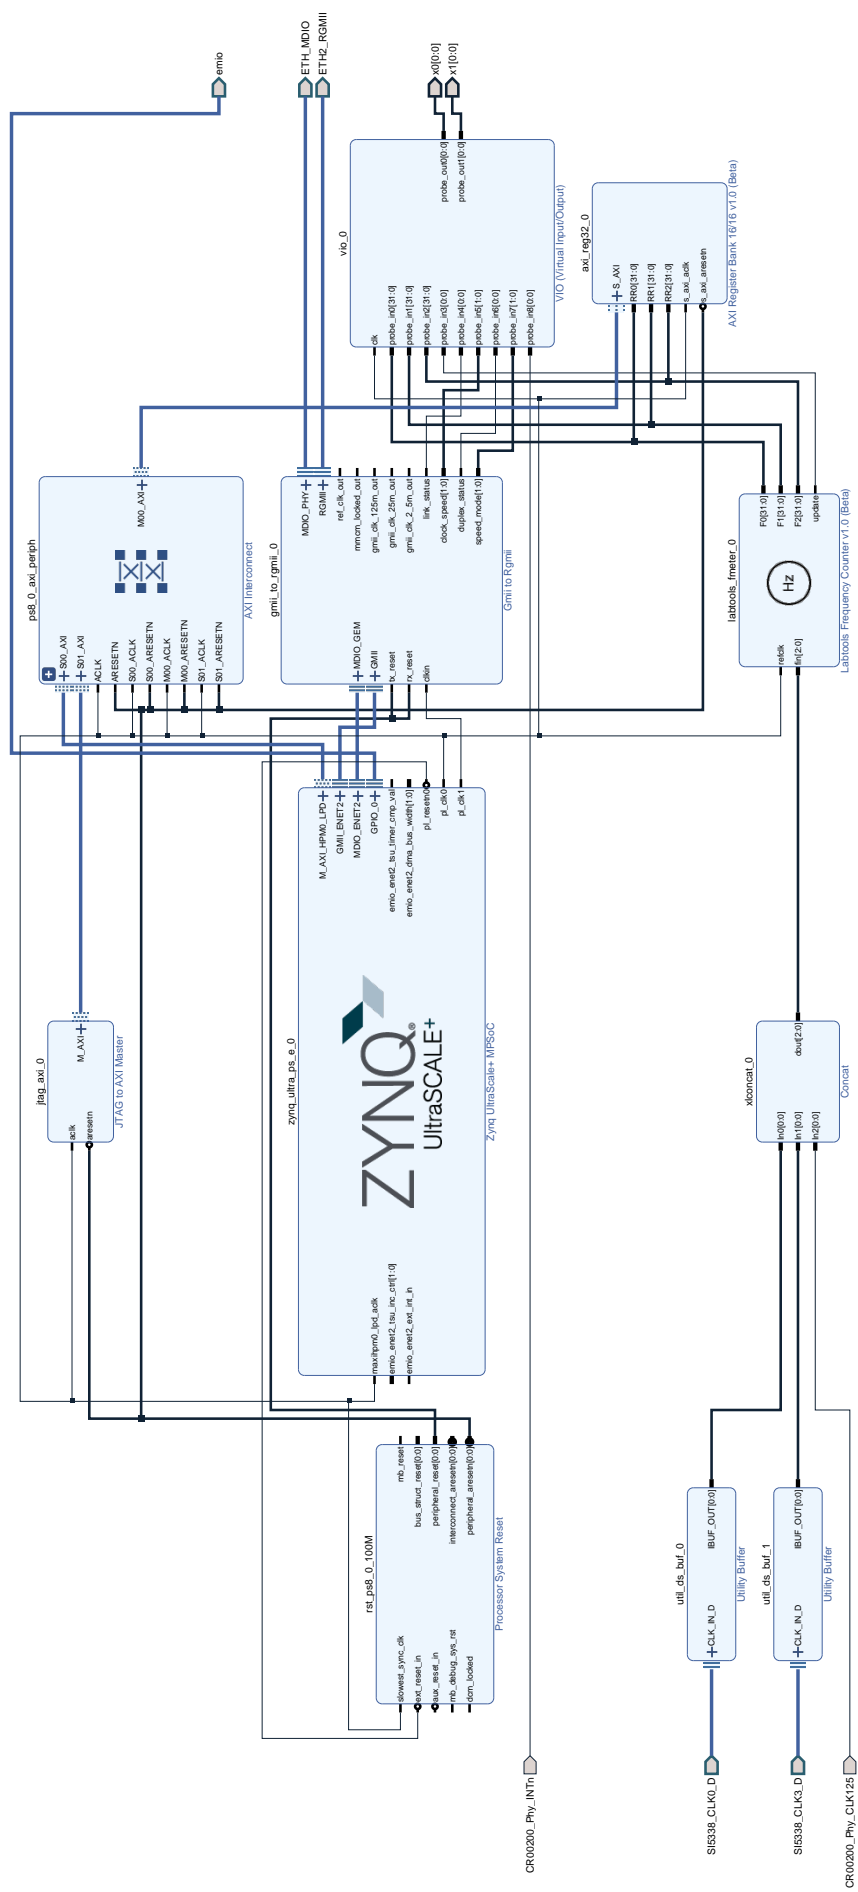 emio
ETH_MDIO
ETH2_RGMII
x0[0:0]
x1[0:0]
ps8_0_axi_periph
S00_AXI
S01_AXI
ACLK
ARESETN
S00_ACLK
S00_ARESETN
M00_ACLK
M00_ARESETN
S01_ACLK
S01_ARESETN
M00_AXI
AXI Interconnect
gmii_to_rgmii_0
MDIO_GEM
GMII
tx_reset
rx_reset
clkin
MDIO_PHY
RGMII
ref_clk_out
mmcm_locked_out
gmii_clk_125m_out
gmii_clk_25m_out
gmii_clk_2_5m_out
link_status
clock_speed[1:0]
duplex_status
speed_mode[1:0]
Gmii to Rgmii
vio_0
clk
probe_in0[31:0]
probe_in1[31:0]
probe_in2[31:0]
probe_in3[0:0]
probe_in4[0:0]
probe_in5[1:0]
probe_in6[0:0]
probe_in7[1:0]
probe_in8[0:0]
probe_out0[0:0]
probe_out1[0:0]
VIO (Virtual Input/Output)
axi_reg32_0
S_AXI
RR0[31:0]
RR1[31:0]
RR2[31:0]
s_axi_aclk
s_axi_aresetn
AXI Register Bank 16/16 v1.0 (Beta)
labtools_fmeter_0
refclk
fin[2:0]
Hz
F0[31:0]
F1[31:0]
F2[31:0]
update
Labtools Frequency Counter v1.0 (Beta)
jtag_axi_0
aclk
aresetn
M_AXI
JTAG to AXI Master
zynq_ultra_ps_e_0
maxihpm0_lpd_aclk
emio_enet2_tsu_inc_ctrl[1:0]
emio_enet2_ext_int_in
ZYNQ®
UltraSCALE+
M_AXI_HPM0_LPD
GMII_ENET2
MDIO_ENET2
GPIO_0
emio_enet2_tsu_timer_cmp_val
emio_enet2_dma_bus_width[1:0]
pl_resetn0
pl_clk0
pl_clk1
Zynq UltraScale+ MPSoC
xlconcat_0
In0[0:0]
In1[0:0]
In2[0:0]
dout[2:0]
Concat
rst_ps8_0_100M
slowest_sync_clk
ext_reset_in
aux_reset_in
mb_debug_sys_rst
dcm_locked
mb_reset
bus_struct_reset[0:0]
peripheral_reset[0:0]
interconnect_aresetn[0:0]
peripheral_aresetn[0:0]
Processor System Reset
util_ds_buf_0
CLK_IN_D
IBUF_OUT[0:0]
Utility Buffer
util_ds_buf_1
CLK_IN_D
IBUF_OUT[0:0]
Utility Buffer
CR00200_Phy_INTn
SI5338_CLK0_D
SI5338_CLK3_D
CR00200_Phy_CLK125